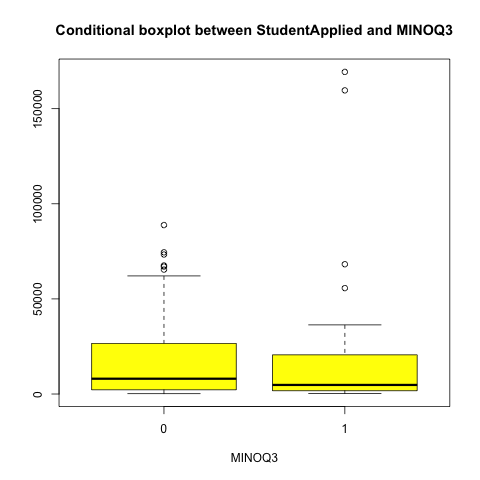 Conditional boxplot between StudentApplied and MINOQ3
150000
100000
50000
0
0 1
MINOQ3